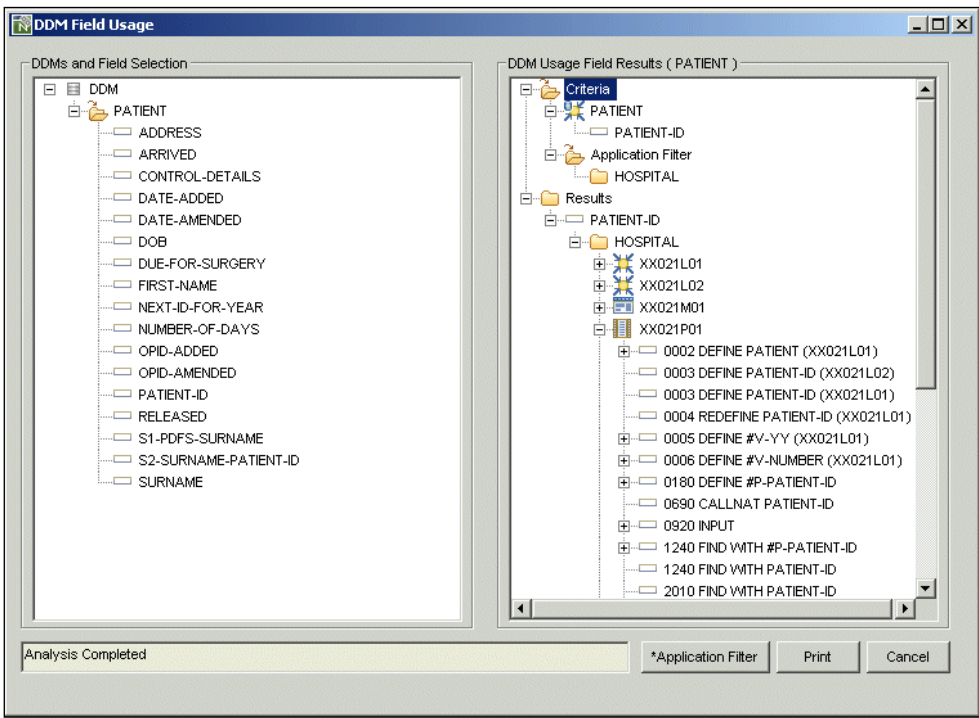 DDM Field Usage
DDMs and Field Selection
DDM
PATIENT
ADDRESS
ARRIVED
CONTROL-DETAILS
DATE-ADDED
DATE-AMENDED
DOB
DUE-FOR-SURGERY
FIRST-NAME
NEXT-ID-FOR-YEAR
NUMBER-OF-DAYS
OPID-ADDED
OPID-AMENDED
PATIENT-ID
RELEASED
S1-PDFS-SURNAME
S2-SURNAME-PATIENT-ID
SURNAME
DDM Usage Field Results ( PATIENT )
Criteria
PATIENT
PATIENT-ID
Application Filter
HOSPITAL
Results
PATIENT-ID
HOSPITAL
XX021L01
XX021L02
XX021M01
XX021P01
0002 DEFINE PATIENT (XX021L01)
0003 DEFINE PATIENT-ID (XX021L02)
0003 DEFINE PATIENT-ID (XX021L01)
0004 REDEFINE PATIENT-ID (XX021L01)
0005 DEFINE #V-YY (XX021L01)
0006 DEFINE #V-NUMBER (XX021L01)
0180 DEFINE #P-PATIENT-ID
0690 CALLNAT PATIENT-ID
0920 INPUT
1240 FIND WITH #P-PATIENT-ID
1240 FIND WITH PATIENT-ID
2010 FIND WITH PATIENT-ID
Analysis Completed
*Application Filter
Print
Cancel